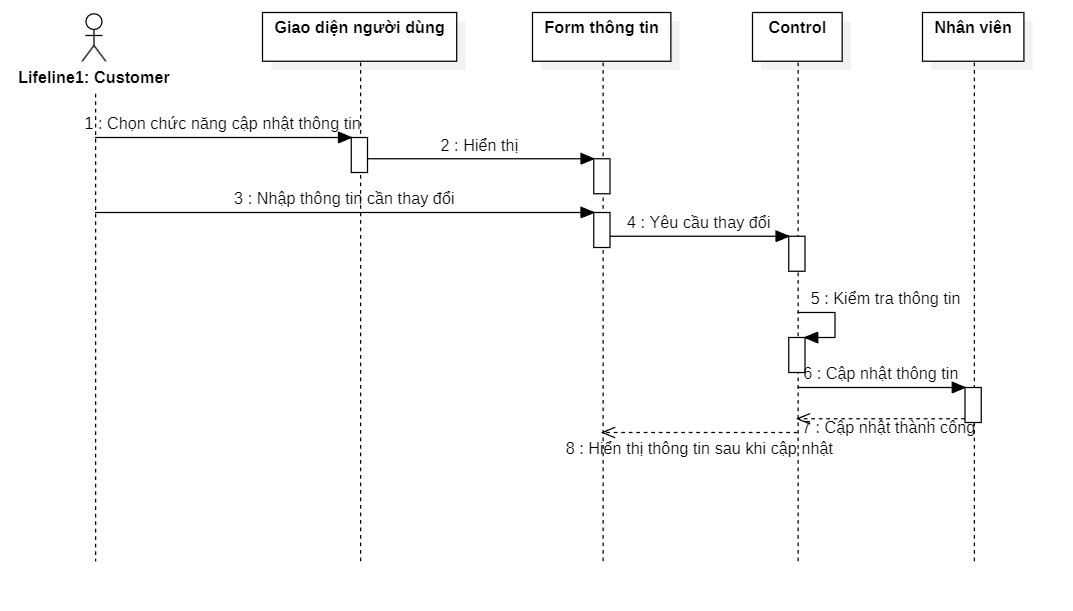 Giao diện người dùng
Form thông tin
Control
Nhân viên
Lifeline1: Customer
1 : Chọn chức năng cập nhật thông tin
2 : Hiển thị
3 : Nhập thông tin cần thay đổi
4 : Yêu cầu thay đổi
5 : Kiểm tra thông tin
6 : Cập nhật thông tin
7 : Cập nhật thành công
8 : Hiển thị thông tin sau khi cập nhật